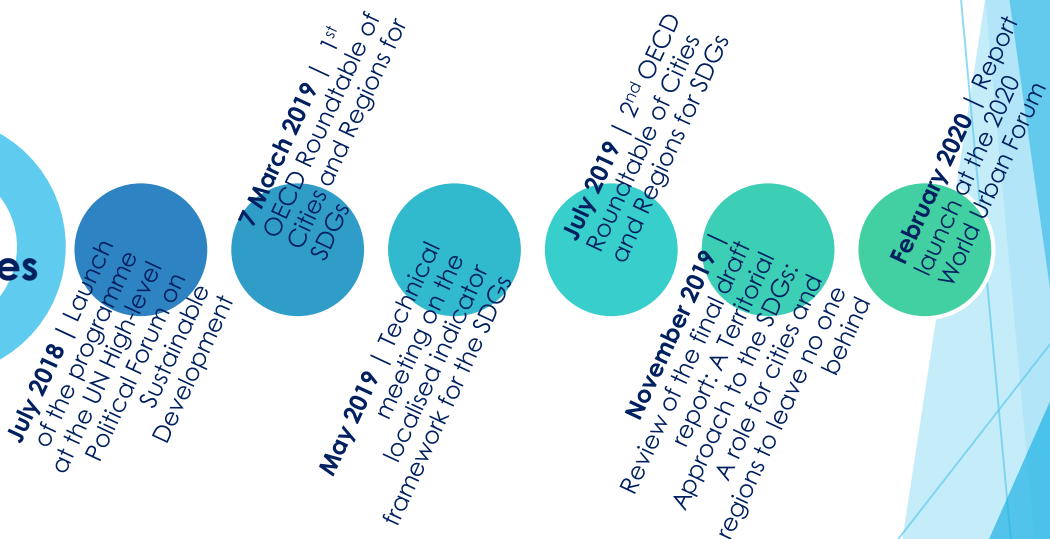 es
July 2018 | Launch
of the programme
at the UN High-level
Political Forum on
Sustainable
Development
7 March 2019 | 1st
OECD Roundtable of
Cities and Regions for
SDGs
May 2019 | Technical
meeting on the
localised indicator
framework for the SDGs
July 2019 | 2nd OECD
Roundtable of Cities
and Regions for SDGs
November 2019 |
Review of the final draft
report: A Territorial
Approach to the SDGs:
A role for cities and
regions to leave no one
behind
February 2020 | Report
launch at the 2020
World Urban Forum